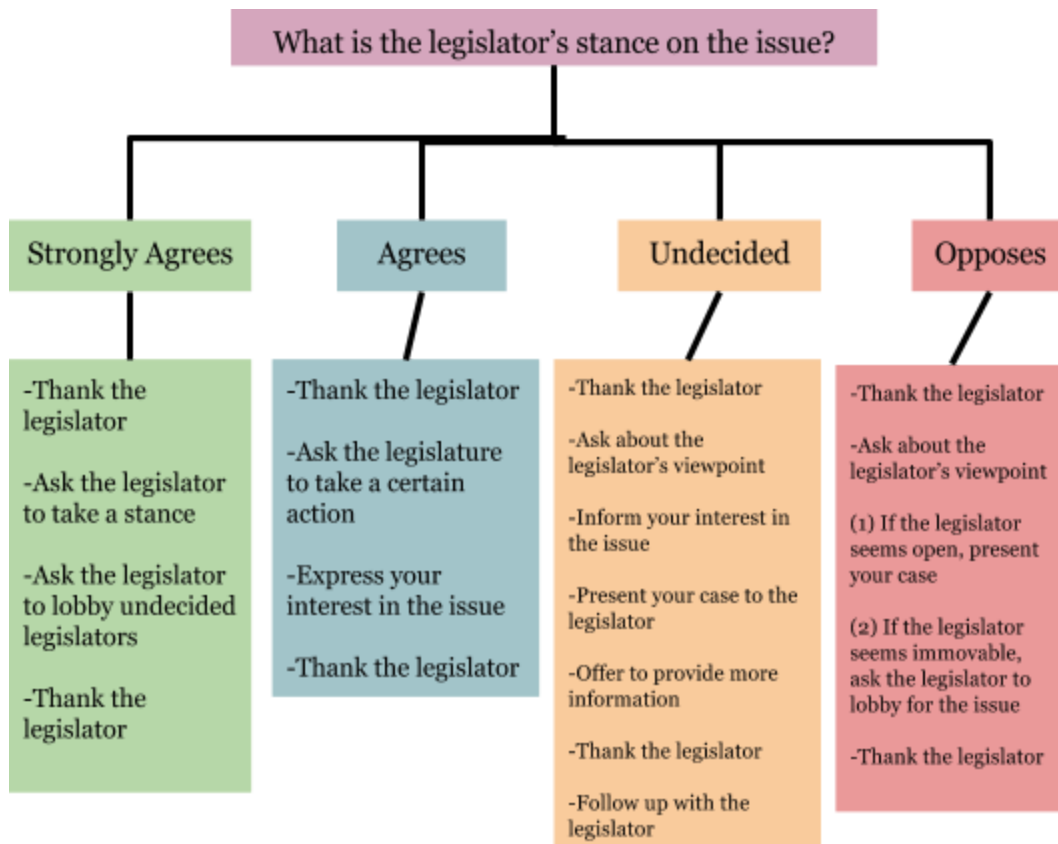 What is the legislator's stance on the issue?
Strongly Agrees
Agrees
Undecided
Opposes
-Thank the
legislator
-Ask the legislator
to take a stance
-Ask the legislator
to lobby undecided
legislators
-Thank the
legislator
-Thank the legislator
-Ask the legislature
to take a certain
action
-Express your
interest in the issue
-Thank the legislator
-Thank the legislator
-Ask about the
legislator's viewpoint
-Inform your interest in
the issue
-Present your case to the
legislator
-Offer to provide more
information
-Thank the legislator
-Follow up with the
legislator
-Thank the legislator
-Ask about the
legislator's viewpoint
(1) If the legislator
seems open, present
your case
(2) If the legislator
seems immovable,
ask the legislator to
lobby for the issue
-Thank the legislator